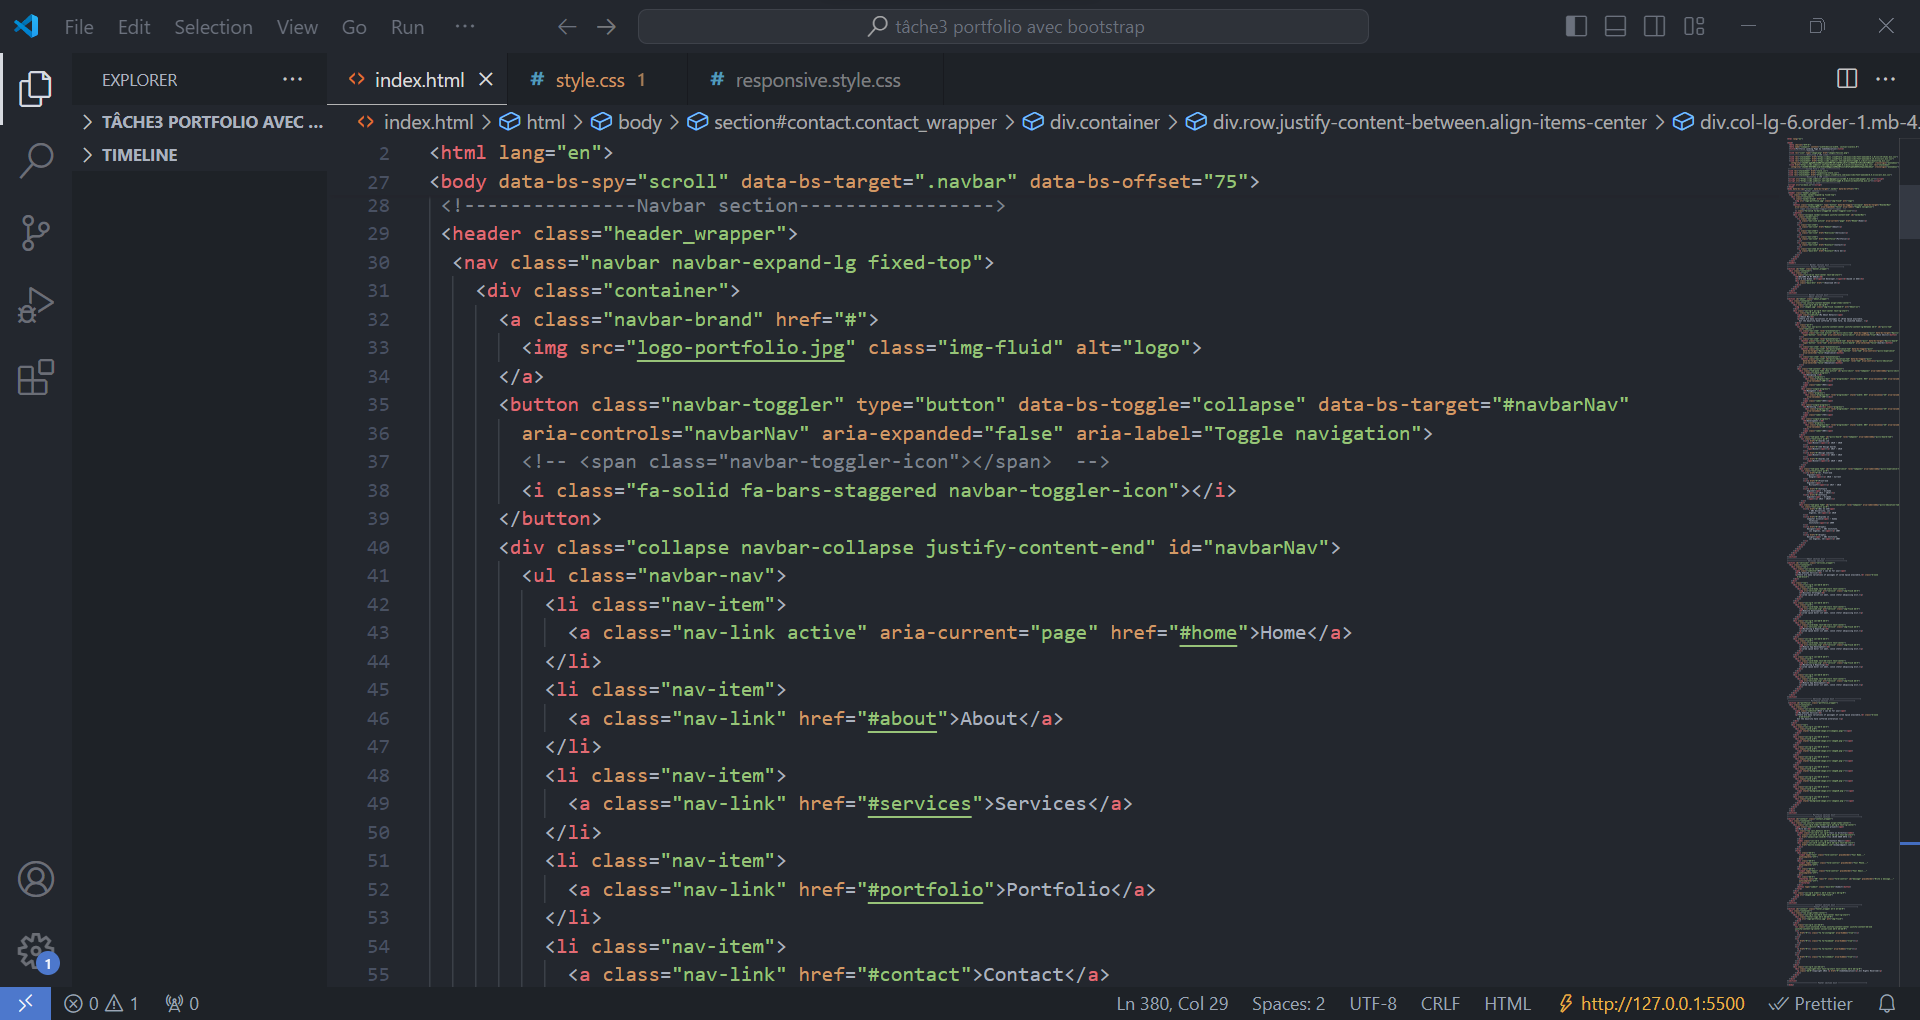 File Edit Selection View Go Run ··· tâche3 portfolio avec bootstrap
EXPLORER ···
TÂCHE3 PORTFOLIO AVEC ...
TIMELINE
<> index.html × # style.css 1 # responsive.style.css ···
<> index.html > html > body > section#contact.contact_wrapper > div.container > div.row.justify-content-between.align-items-center > div.col-lg-6.order-1.mb-4.
2 <html lang="en">
27 <body data-bs-spy="scroll" data-bs-target=".navbar" data-bs-offset="75">
28 <!---------------Navbar section----------------->
29 <header class="header_wrapper">
30 <nav class="navbar navbar-expand-lg fixed-top">
31 <div class="container">
32 <a class="navbar-brand" href="#">
33 <img src="logo-portfolio.jpg" class="img-fluid" alt="logo">
34 </a>
35 <button class="navbar-toggler" type="button" data-bs-toggle="collapse" data-bs-target="#navbarNav"
36 aria-controls="navbarNav" aria-expanded="false" aria-label="Toggle navigation">
37 <!-- <span class="navbar-toggler-icon"></span>  -->
38 <i class="fa-solid fa-bars-staggered navbar-toggler-icon"></i>
39 </button>
40 <div class="collapse navbar-collapse justify-content-end" id="navbarNav">
41 <ul class="navbar-nav">
42 <li class="nav-item">
43 <a class="nav-link active" aria-current="page" href="#home">Home</a>
44 </li>
45 <li class="nav-item">
46 <a class="nav-link" href="#about">About</a>
47 </li>
48 <li class="nav-item">
49 <a class="nav-link" href="#services">Services</a>
50 </li>
51 <li class="nav-item">
52 <a class="nav-link" href="#portfolio">Portfolio</a>
53 </li>
54 <li class="nav-item">
55 <a class="nav-link" href="#contact">Contact</a>
1
0 1 0 Ln 380, Col 29 Spaces: 2 UTF-8 CRLF HTML http://127.0.0.1:5500 Prettier